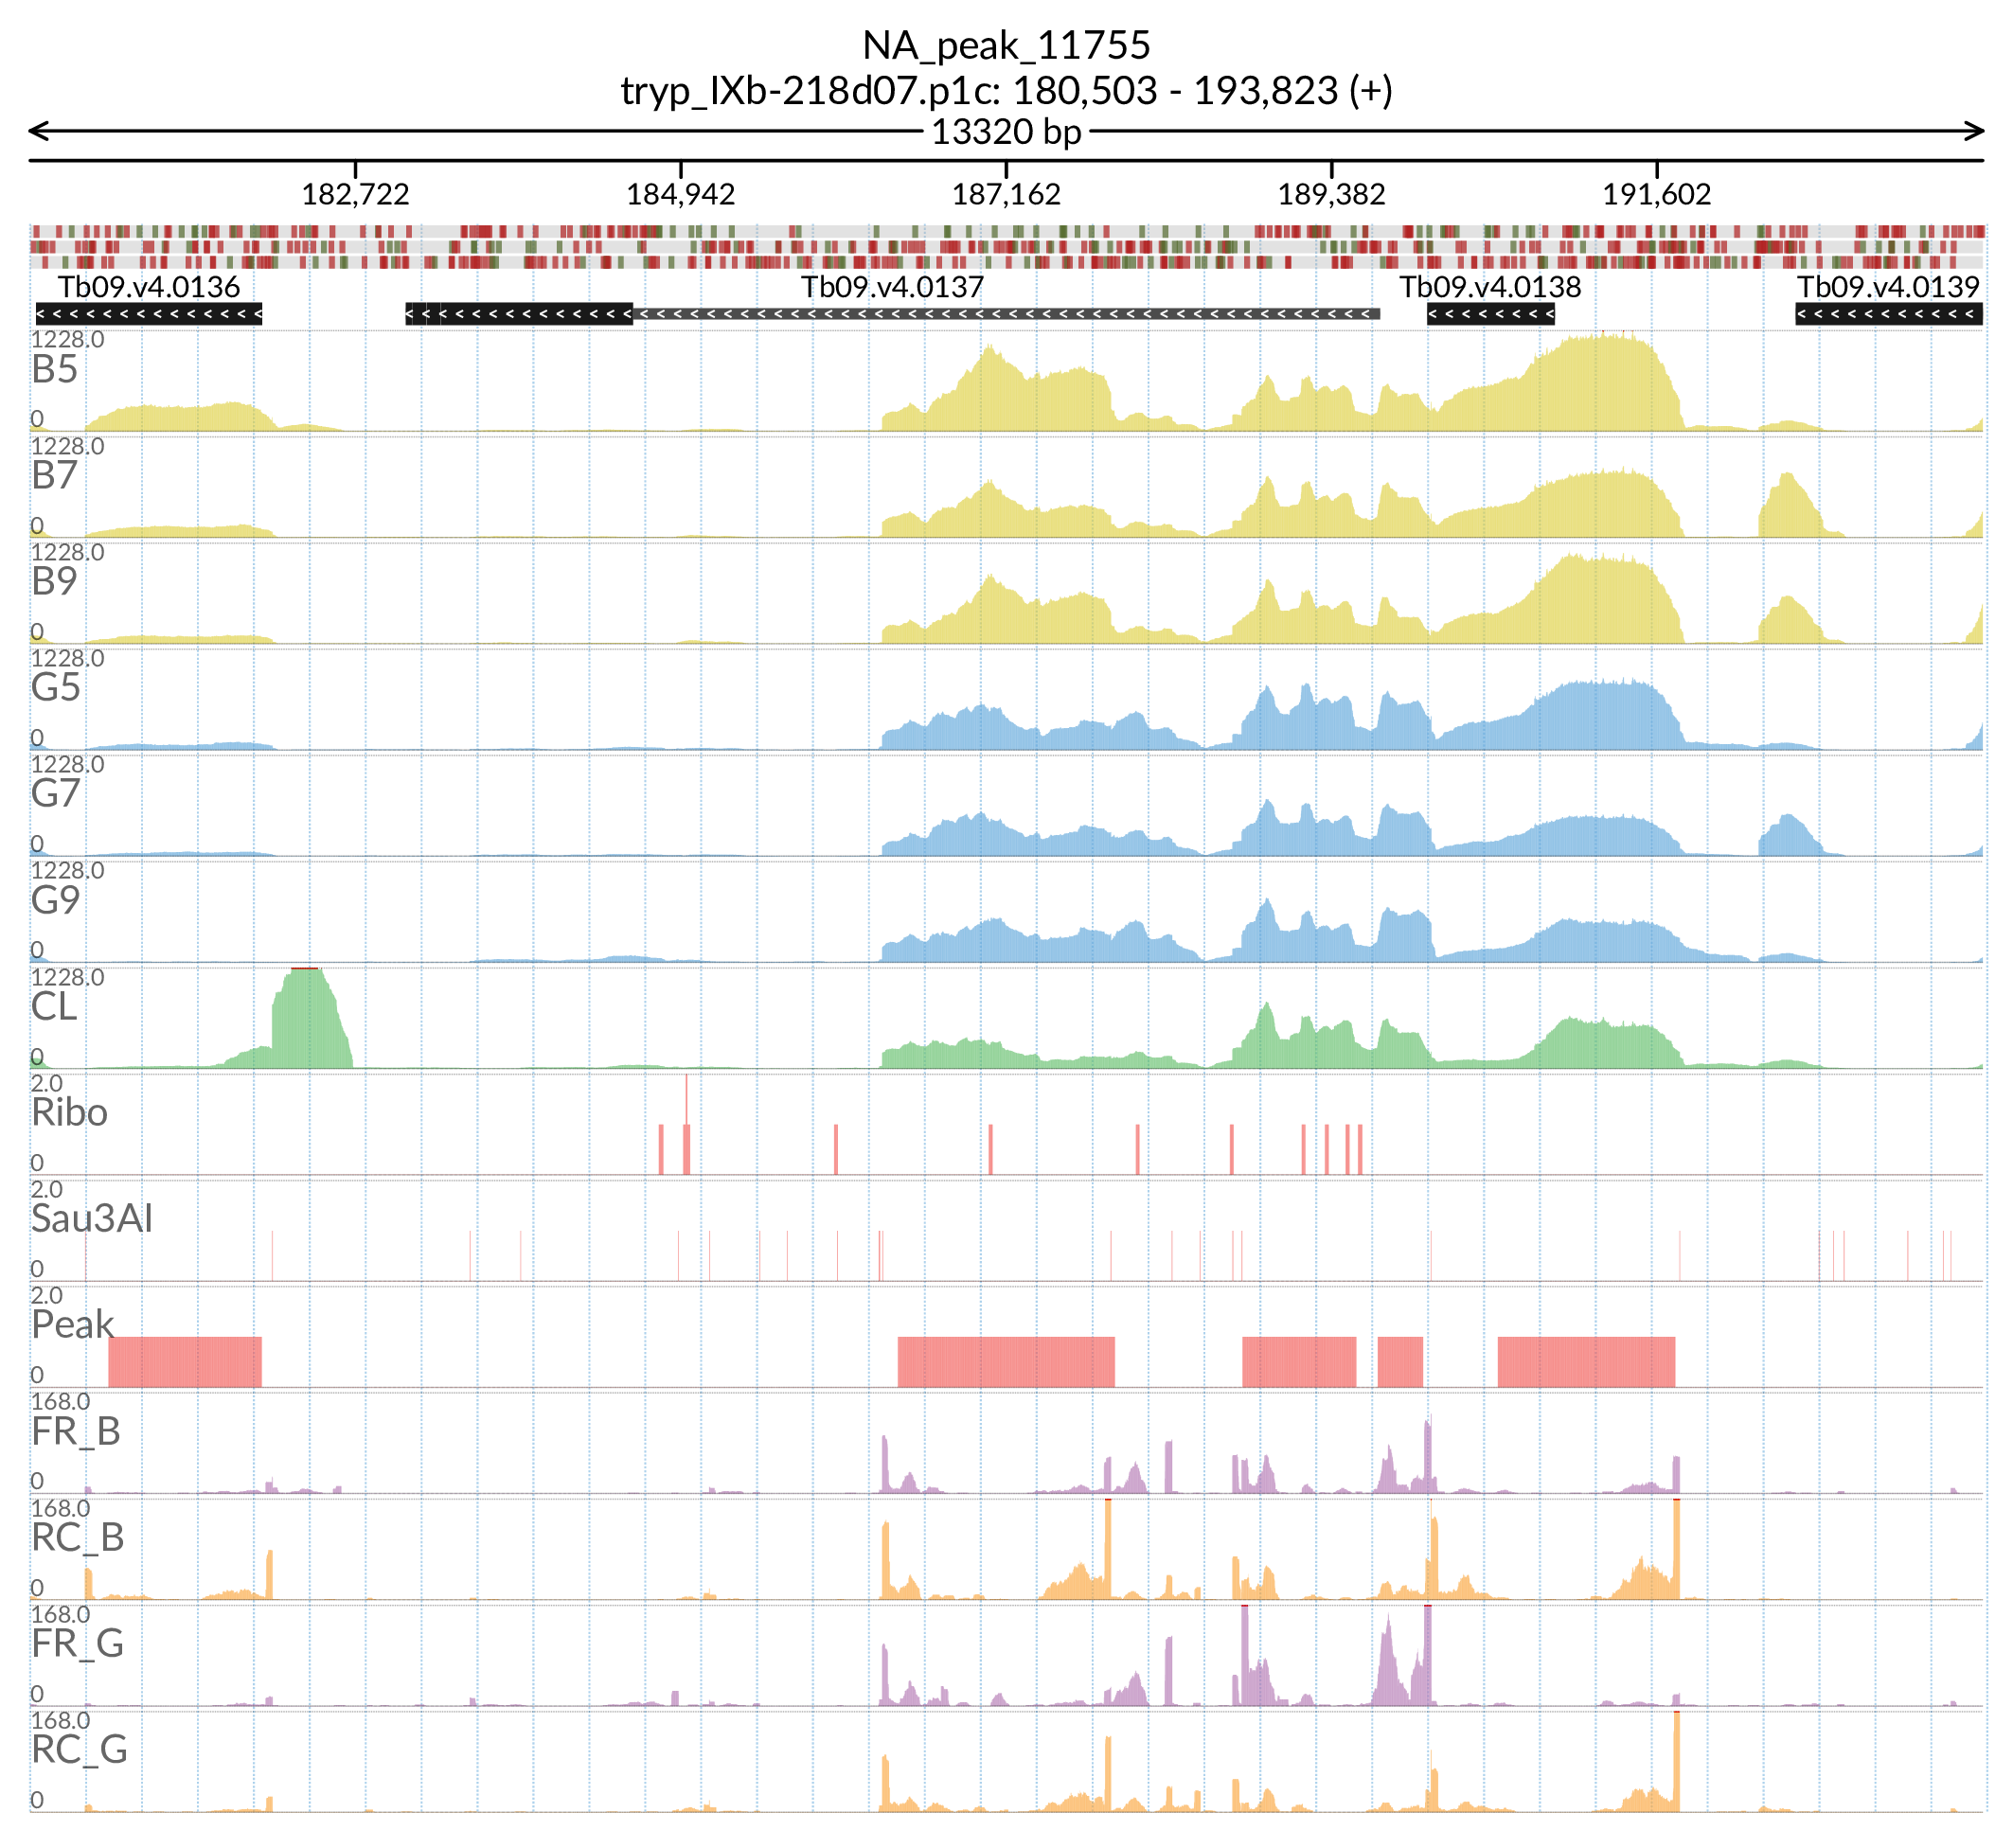 NA_peak_11755
tryp_IXb-218d07.p1c: 180,503 - 193,823 (+)
13320 bp
182,722 184,942 187,162 189,382 191,602
Tb09.v4.0136 Tb09.v4.0137 Tb09.v4.0138 Tb09.v4.0139
1228.0
B5
0
1228.0
B7
0
1228.0
B9
0
1228.0
G5
0
1228.0
G7
0
1228.0
G9
0
1228.0
CL
0
2.0
Ribo
0
2.0
Sau3AI
0
2.0
Peak
0
168.0
FR_B
0
168.0
RC_B
0
168.0
FR_G
0
168.0
RC_G
0